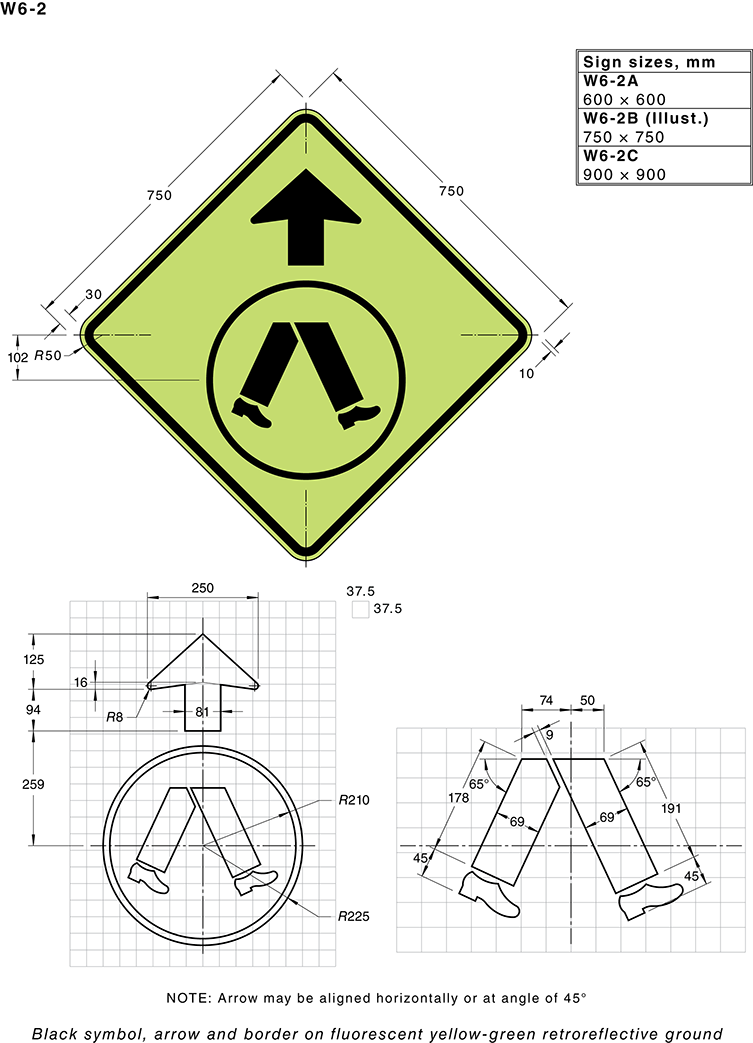 W6-2
Sign sizes, mm
W6-2A
600 × 600
W6-2B (Illust.)
750 × 750
W6-2C
900 × 900
750
750
30
102
R50
10
250
37.5
37.5
125
16
94
R8
81
259
R210
R225
74
50
9
65°
65°
178
191
69
69
45
45
NOTE: Arrow may be aligned horizontally or at angle of 45°
Black symbol, arrow and border on fluorescent yellow-green retroreflective ground